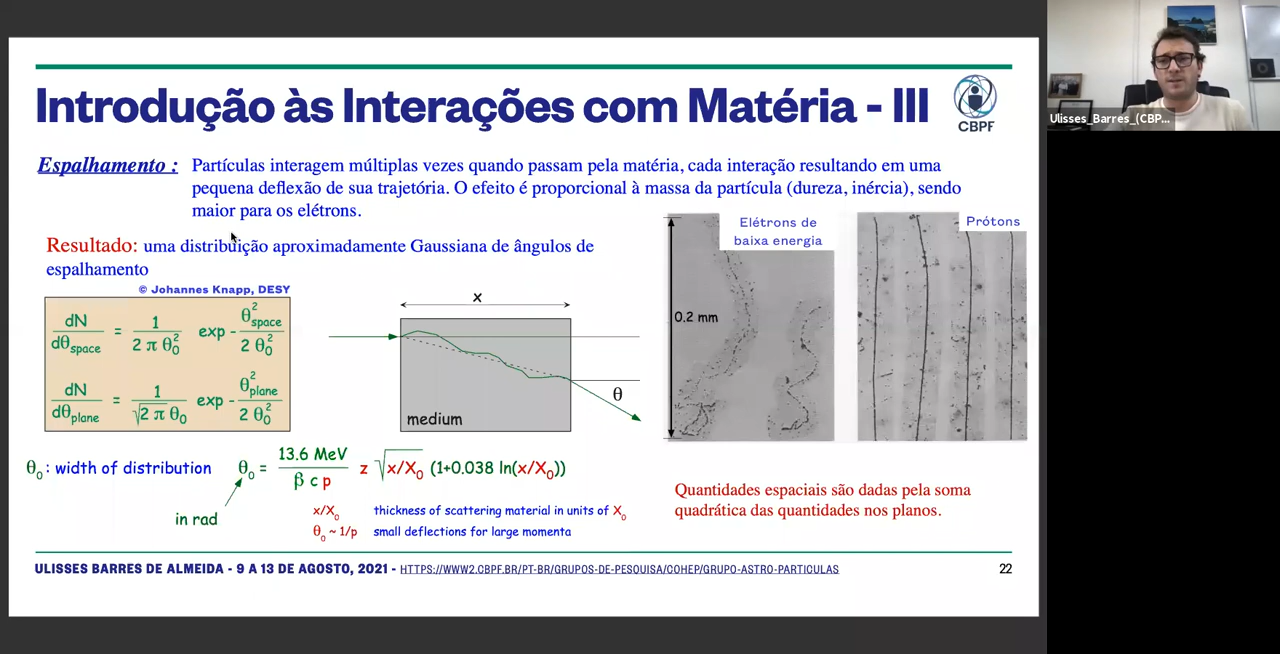 Introdução às Interações com Matéria - III
CBPF
Espalhamento :
Partículas interagem múltiplas vezes quando passam pela matéria, cada interação resultando em uma
pequena deflexão de sua trajetória. O efeito é proporcional à massa da partícula (dureza, inércia), sendo
maior para os elétrons.
Resultado: uma distribuição aproximadamente Gaussiana de ângulos de
espalhamento
© Johannes Knapp, DESY
dN/dθ_space = 1/(2 π θ₀²) exp - θ²_space/(2 θ₀²)
dN/dθ_plane = 1/(√(2 π) θ₀) exp - θ²_plane/(2 θ₀²)
x
θ
medium
Elétrons de
baixa energia
Prótons
0.2 mm
θ₀: width of distribution
θ₀ = 13.6 MeV/(β c p) z √(x/X₀) (1+0.038 ln(x/X₀))
in rad
x/X₀ thickness of scattering material in units of X₀
θ₀ ~ 1/p small deflections for large momenta
Quantidades espaciais são dadas pela soma
quadrática das quantidades nos planos.
ULISSES BARRES DE ALMEIDA - 9 A 13 DE AGOSTO, 2021 - HTTPS://WWW2.CBPF.BR/PT-BR/GRUPOS-DE-PESQUISA/COHEP/GRUPO-ASTRO-PARTICULAS
22
Ulisses_Barres_(CBP...